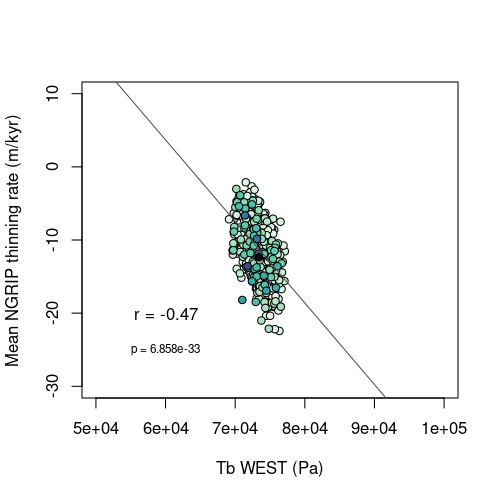 Mean NGRIP thinning rate (m/kyr)
10
0
-10
-20
-30
r = -0.47
p = 6.858e-33
5e+04 6e+04 7e+04 8e+04 9e+04 1e+05
Tb WEST (Pa)